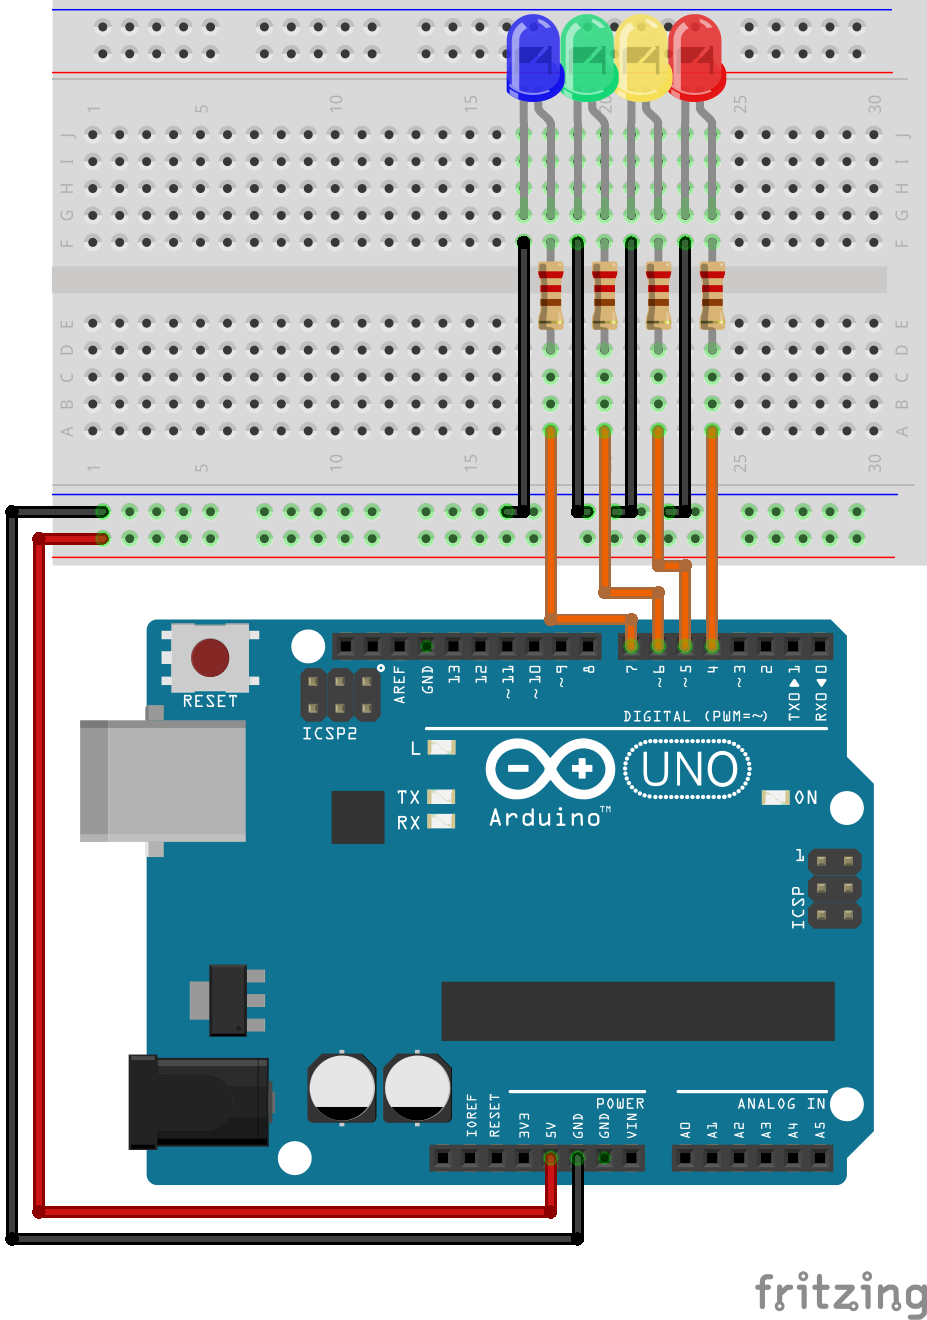 1 5 10 15 20 25 30
J J
I I
H H
G G
F F
E E
D D
C C
B B
A A
1 5 10 15 25 30
RESET
ICSP2
AREF
GND
13
12
~11
~10
~9
8
7
~6
~5
4
~3
2
TX0▶1
RX0◀0
DIGITAL (PWM=~)
L
TX
RX
UNO
Arduino™
ON
1
ICSP
IOREF
RESET
3V3
5V
GND
GND
VIN
POWER
ANALOG IN
A0
A1
A2
A3
A4
A5
fritzing